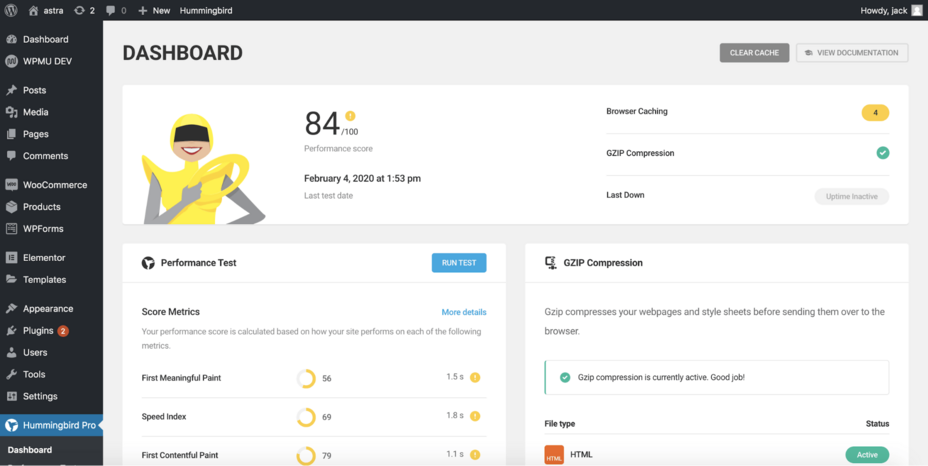 astra
2
0
New
Hummingbird
Howdy, jack
Dashboard
WPMU DEV
Posts
Media
Pages
Comments
WooCommerce
Products
WPForms
Elementor
Templates
Appearance
Plugins 2
Users
Tools
Settings
Hummingbird Pro
Dashboard
DASHBOARD
CLEAR CACHE
VIEW DOCUMENTATION
84/100
Performance score
February 4, 2020 at 1:53 pm
Last test date
Browser Caching 4
GZIP Compression
Last Down Uptime Inactive
Performance Test
RUN TEST
Score Metrics More details
Your performance score is calculated based on how your site performs on each of the following
metrics.
First Meaningful Paint 56 1.5 s
Speed Index 69 1.8 s
First Contentful Paint 79 1.1 s
GZIP Compression
Gzip compresses your webpages and style sheets before sending them over to the
browser.
Gzip compression is currently active. Good job!
File type Status
HTML HTML Active